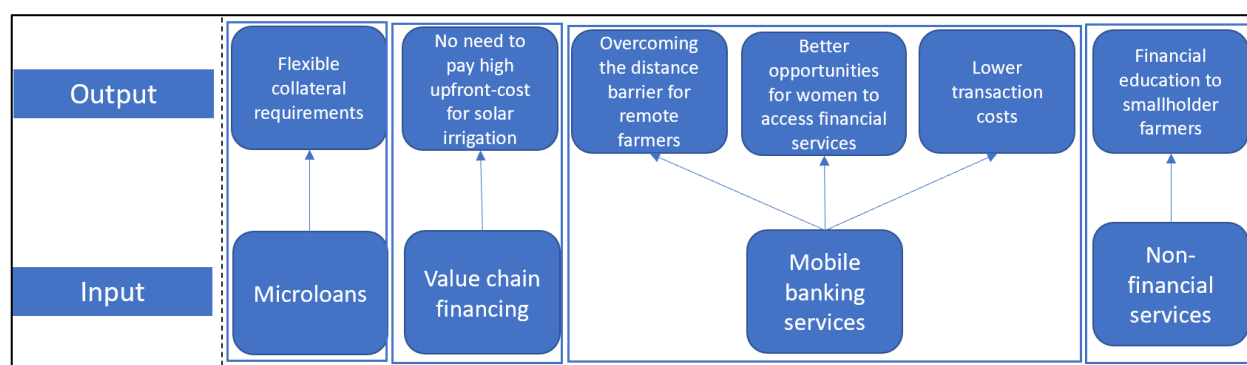 Output
Flexible
collateral
requirements
No need to
pay high
upfront-cost
for solar
irrigation
Overcoming
the distance
barrier for
remote
farmers
Better
opportunities
for women to
access financial
services
Lower
transaction
costs
Financial
education to
smallholder
farmers
Input
Microloans
Value chain
financing
Mobile
banking
services
Non-
financial
services